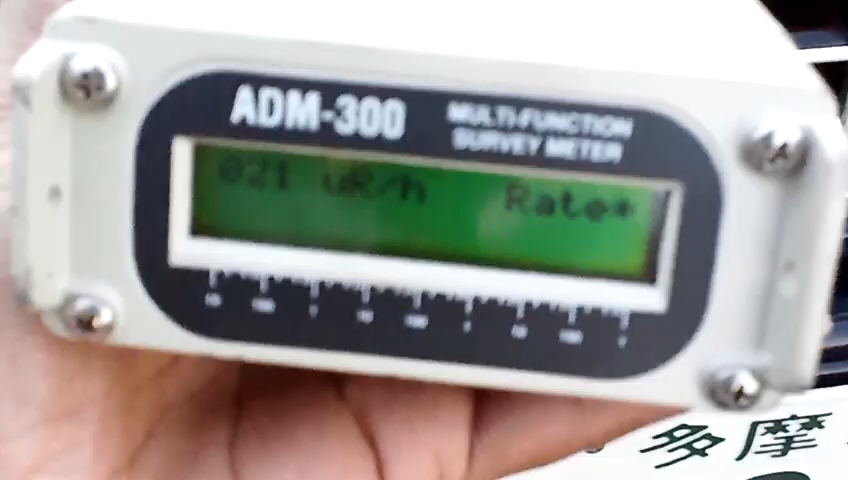 ADM-300
MULTI-FUNCTION
SURVEY METER
021 uR/h Rate*
多摩